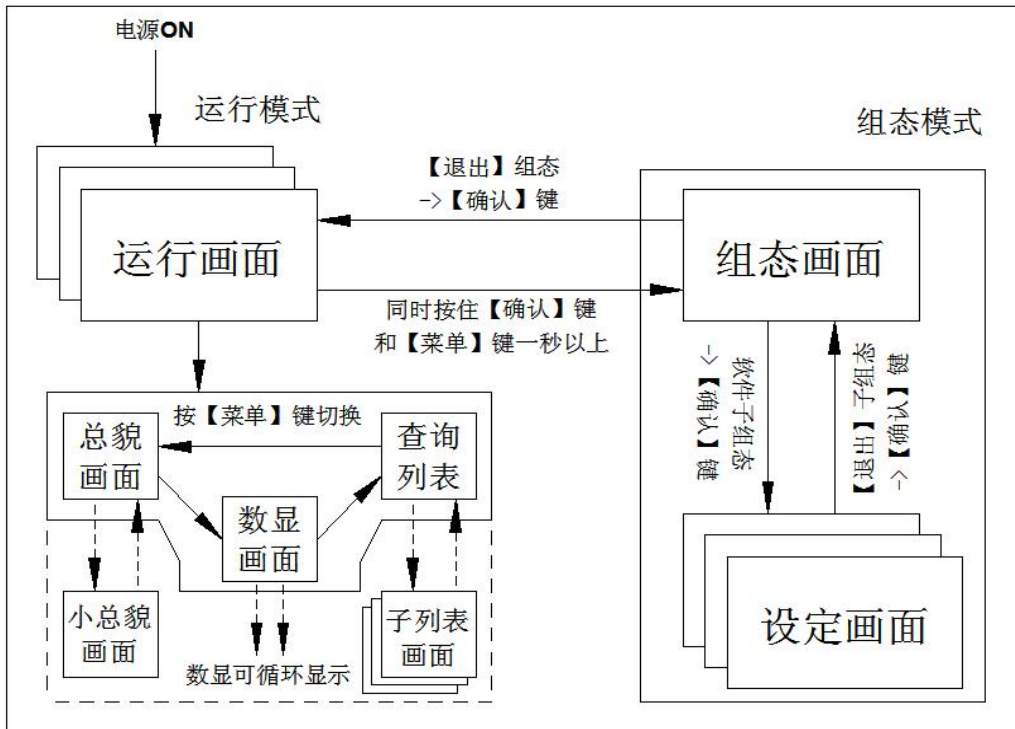 电源ON
运行模式
组态模式
【退出】组态
->【确认】键
运行画面
组态画面
同时按住【确认】键
和【菜单】键一秒以上
软件子组态
->【确认】键
【退出】子组态
->【确认】键
按【菜单】键切换
总貌
画面
查询
列表
数显
画面
小总貌
画面
子列表
画面
数显可循环显示
设定画面